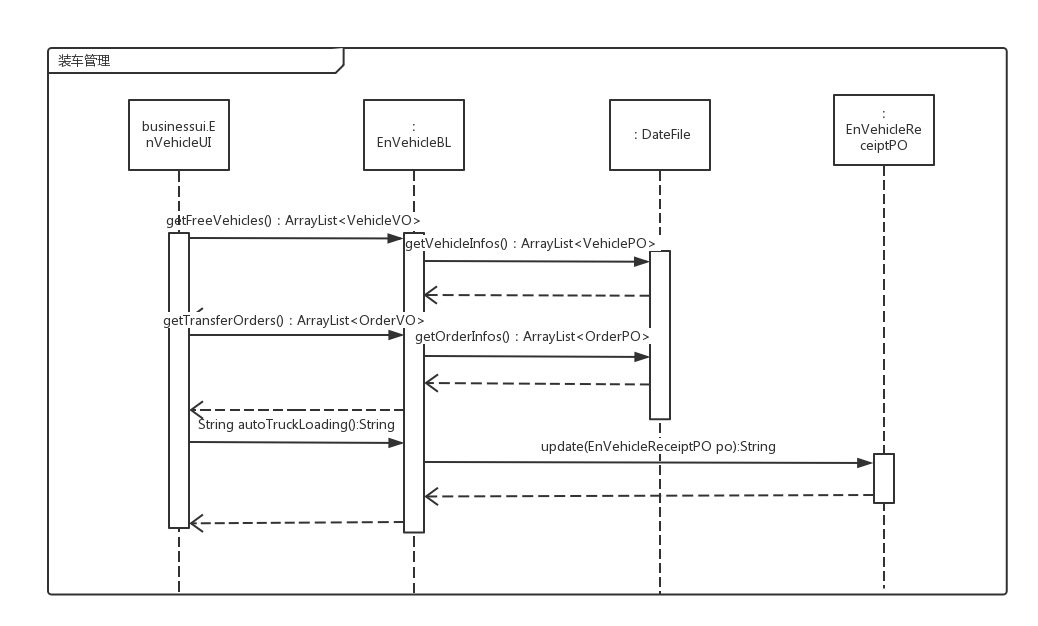 装车管理
businessui.E
nVehicleUI
:
EnVehicleBL
: DateFile
:
EnVehicleRe
ceiptPO
getFreeVehicles() : ArrayList<VehicleVO>
getVehicleInfos() : ArrayList<VehiclePO>
getTransferOrders() : ArrayList<OrderVO>
getOrderInfos() : ArrayList<OrderPO>
String autoTruckLoading():String
update(EnVehicleReceiptPO po):String